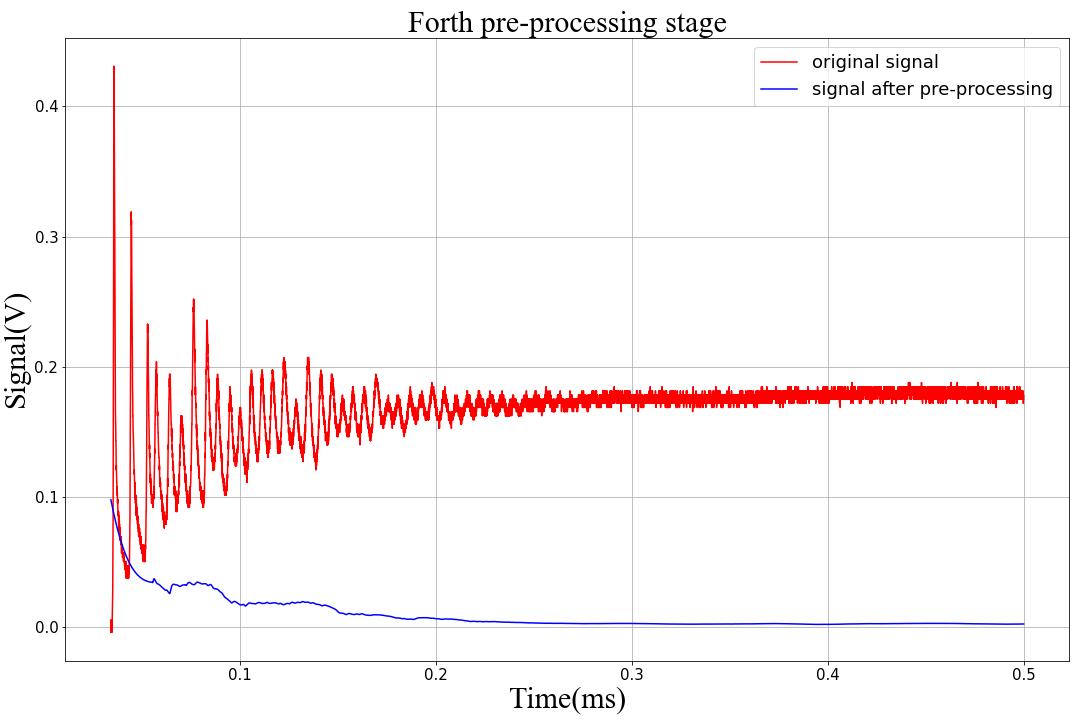 Forth pre-processing stage
original signal
signal after pre-processing
Signal(V)
0.4
0.3
0.2
0.1
0.0
0.1 0.2 0.3 0.4 0.5
Time(ms)